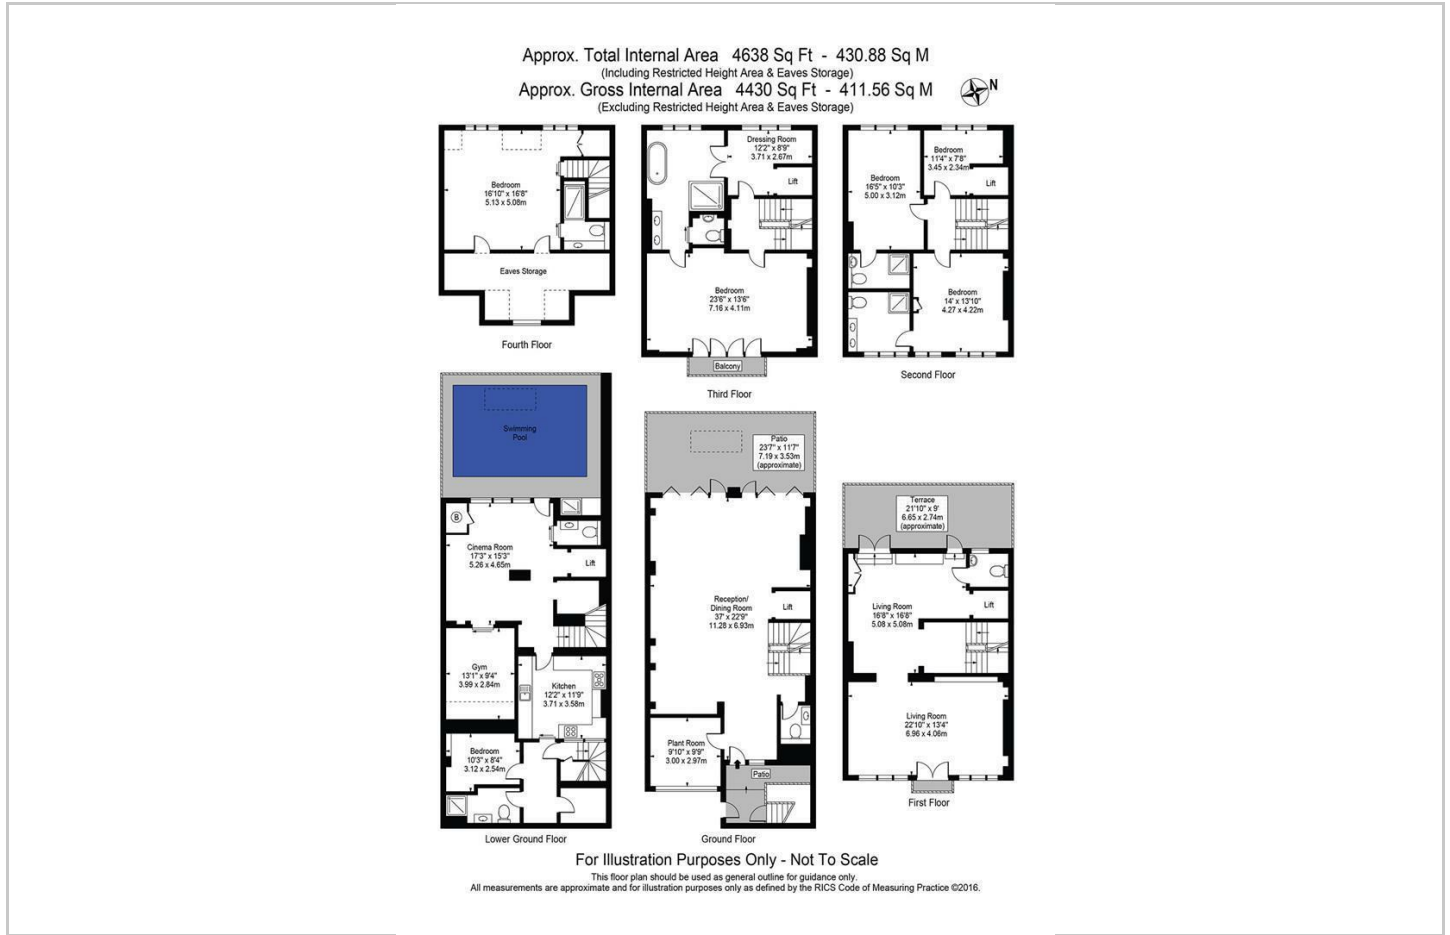 Approx. Total Internal Area 4638 Sq Ft - 430.88 Sq M
(Including Restricted Height Area & Eaves Storage)
Approx. Gross Internal Area 4430 Sq Ft - 411.56 Sq M
(Excluding Restricted Height Area & Eaves Storage)
N
Bedroom
16'10" x 16'8"
5.13 x 5.08m
Eaves Storage
Fourth Floor
Dressing Room
12'2" x 8'9"
3.71 x 2.67m
Lift
Bedroom
23'6" x 13'6"
7.16 x 4.11m
Balcony
Third Floor
Bedroom
11'4" x 7'8"
3.45 x 2.34m
Bedroom
16'5" x 10'3"
5.00 x 3.12m
Lift
Bedroom
14' x 13'10"
4.27 x 4.22m
Second Floor
Swimming
Pool
B
Cinema Room
17'3" x 15'3"
5.26 x 4.65m
Lift
Gym
13'1" x 9'4"
3.99 x 2.84m
Kitchen
12'2" x 11'9"
3.71 x 3.58m
Bedroom
10'3" x 8'4"
3.12 x 2.54m
Lower Ground Floor
Patio
23'7" x 11'7"
7.19 x 3.53m
(approximate)
Reception/
Dining Room
37' x 22'9"
11.28 x 6.93m
Lift
Plant Room
9'10" x 9'9"
3.00 x 2.97m
Patio
Ground Floor
Terrace
21'10" x 9'
6.65 x 2.74m
(approximate)
Living Room
16'8" x 16'8"
5.08 x 5.08m
Lift
Living Room
22'10" x 13'4"
6.96 x 4.06m
First Floor
For Illustration Purposes Only - Not To Scale
This floor plan should be used as general outline for guidance only.
All measurements are approximate and for illustration purposes only as defined by the RICS Code of Measuring Practice ©2016.